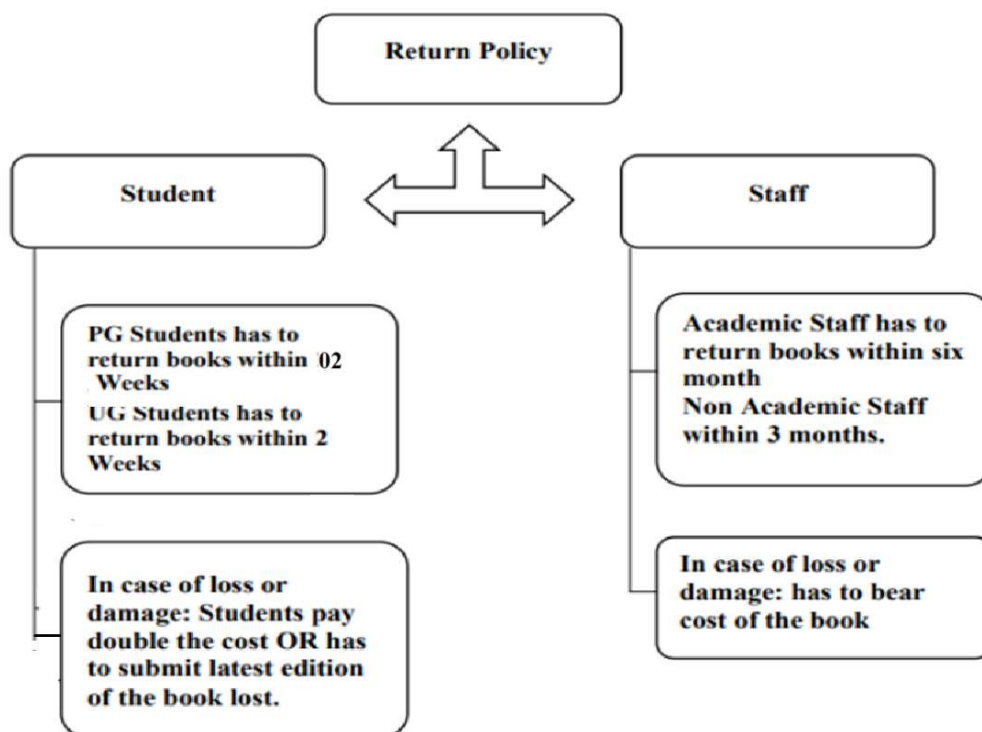 Return Policy
Student
PG Students has to
return books within 02
Weeks
UG Students has to
return books within 2
Weeks
In case of loss or
damage: Students pay
double the cost OR has
to submit latest edition
of the book lost.
Staff
Academic Staff has to
return books within six
month
Non Academic Staff
within 3 months.
In case of loss or
damage: has to bear
cost of the book